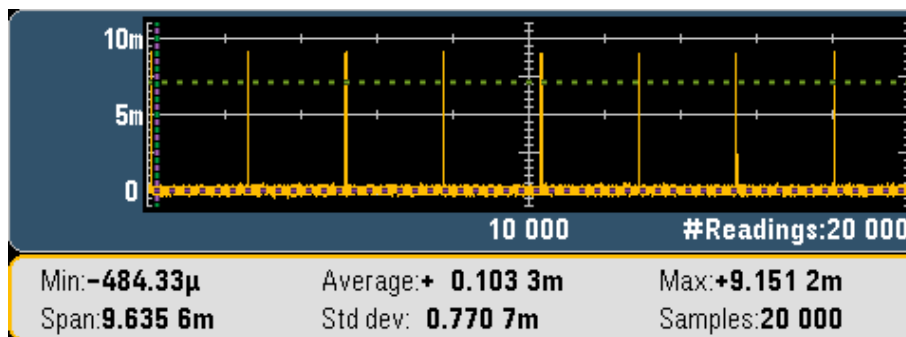 10m
5m
0
10 000 #Readings:20 000
Min:-484.33µ Average:+ 0.103 3m Max:+9.151 2m
Span:9.635 6m Std dev: 0.770 7m Samples:20 000